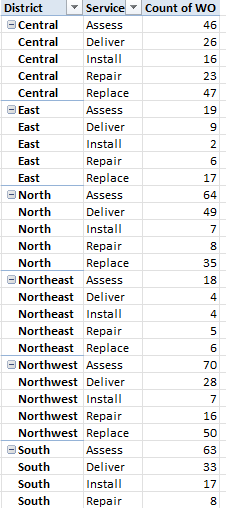 District Service Count of WO
Central Assess 46
Central Deliver 26
Central Install 16
Central Repair 23
Central Replace 47
East Assess 19
East Deliver 9
East Install 2
East Repair 6
East Replace 17
North Assess 64
North Deliver 49
North Install 7
North Repair 8
North Replace 35
Northeast Assess 18
Northeast Deliver 4
Northeast Install 4
Northeast Repair 5
Northeast Replace 6
Northwest Assess 70
Northwest Deliver 28
Northwest Install 7
Northwest Repair 16
Northwest Replace 50
South Assess 63
South Deliver 33
South Install 17
South Repair 8